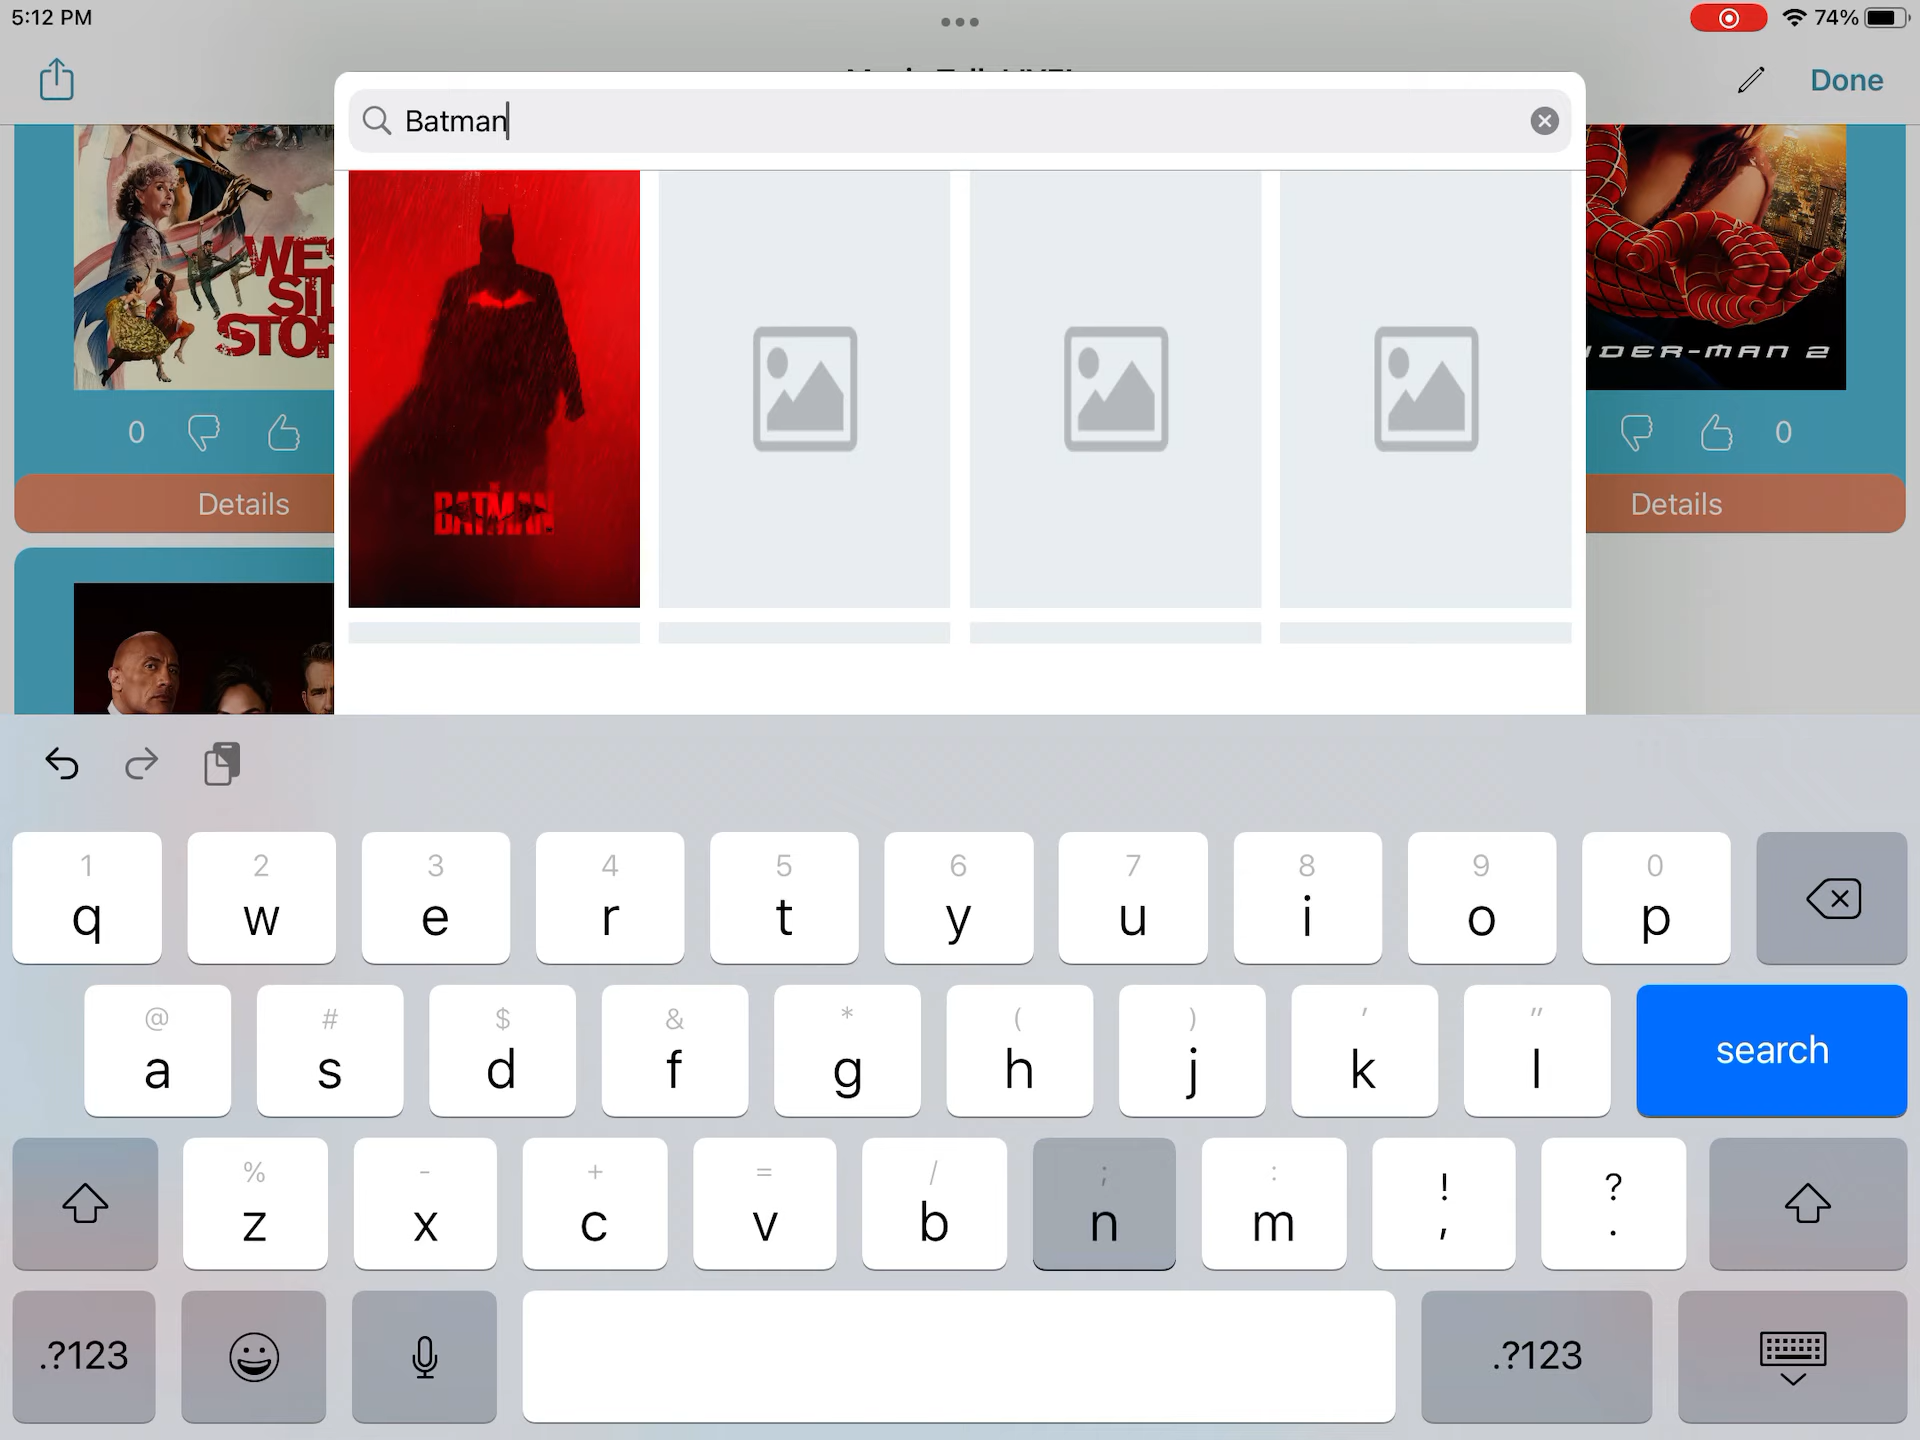 5:12 PM
74%
Done
Batman
WES
SI
STO
BATMAN
DER-MAN 2
0
0
Details
Details
1 2 3 4 5 6 7 8 9 0
q w e r t y u i o p
@ # $ & * ( ) ' "
a s d f g h j k l search
% - + = / ; : ! ?
z x c v b n m , .
.?123 .?123